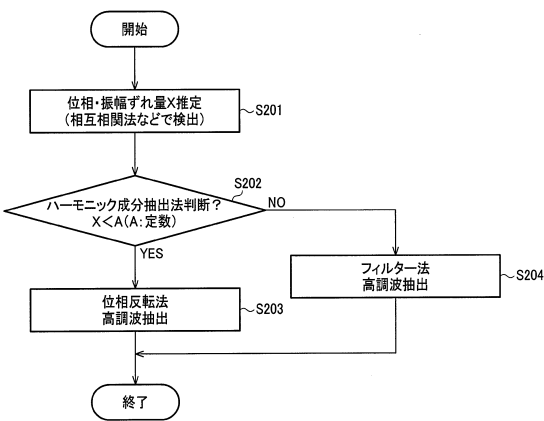 開始
位相・振幅ずれ量X推定
(相互相関法などで検出)
S201
ハーモニック成分抽出法判断?
X<A(A:定数)
S202
NO
YES
位相反転法
高調波抽出
S203
フィルター法
高調波抽出
S204
終了